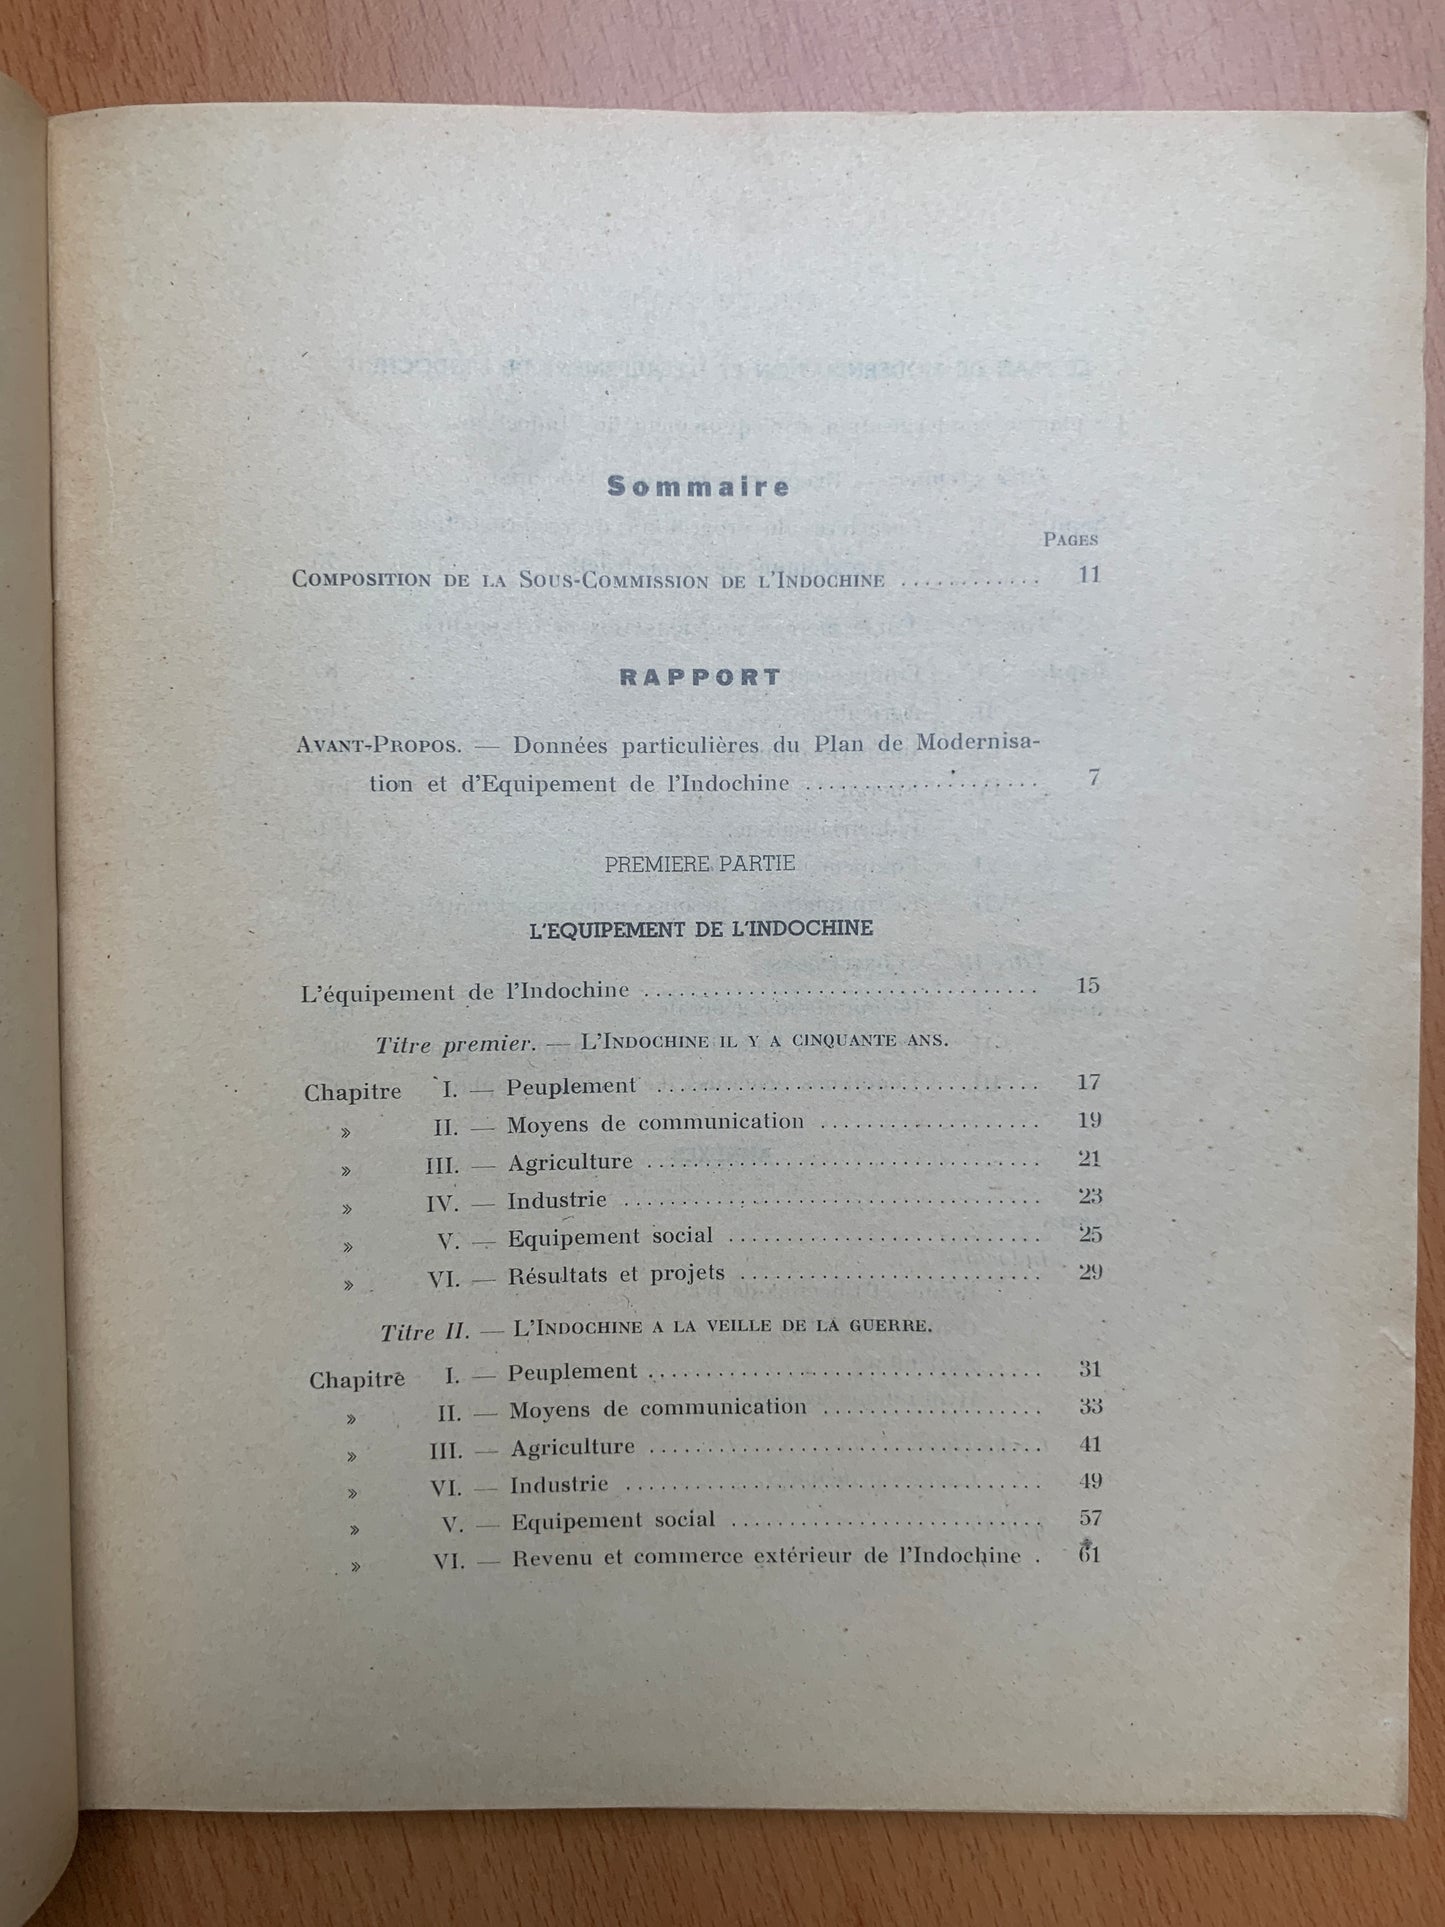 Sommaire
PAGES
COMPOSITION DE LA SOUS-COMMISSION DE L'INDOCHINE ............ 11
RAPPORT
AVANT-PROPOS. — Données particulières du Plan de Modernisa-
tion et d'Equipement de l'Indochine .................... 7
PREMIERE PARTIE
L'EQUIPEMENT DE L'INDOCHINE
L'équipement de l'Indochine .................................. 15
Titre premier. — L'INDOCHINE IL Y A CINQUANTE ANS.
Chapitre I. — Peuplement ................................. 17
» II. — Moyens de communication ................... 19
» III. — Agriculture .................................. 21
» IV. — Industrie .................................... 23
» V. — Equipement social ........................... 25
» VI. — Résultats et projets .......................... 29
Titre II. — L'INDOCHINE A LA VEILLE DE LA GUERRE.
Chapitre I. — Peuplement .................................. 31
» II. — Moyens de communication ................... 33
» III. — Agriculture .................................. 41
» VI. — Industrie .................................... 49
» V. — Equipement social ........................... 57
» VI. — Revenu et commerce extérieur de l'Indochine . 61